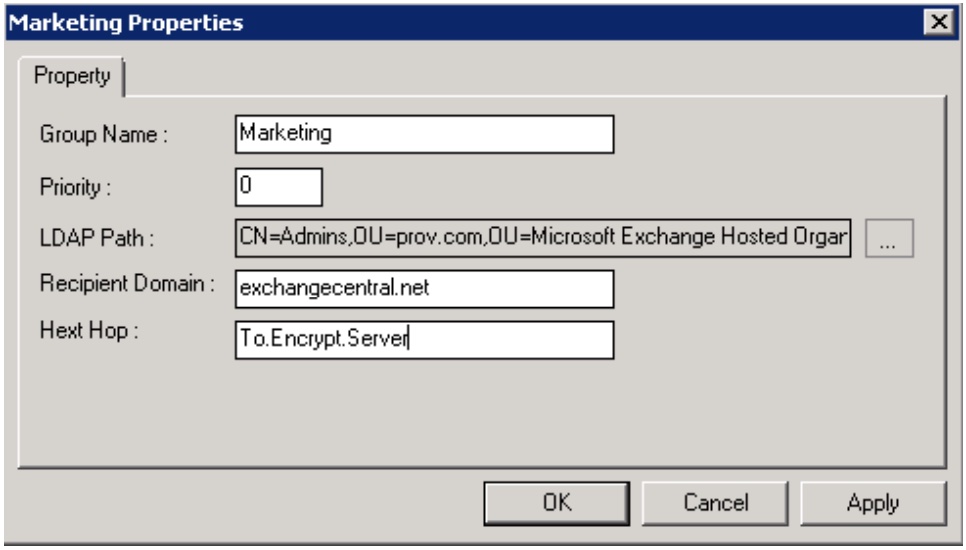 Marketing Properties
Property
Group Name : Marketing
Priority : 0
LDAP Path : CN=Admins,OU=prov.com,OU=Microsoft Exchange Hosted Organ ...
Recipient Domain : exchangecentral.net
Hext Hop : To.Encrypt.Server
OK Cancel Apply